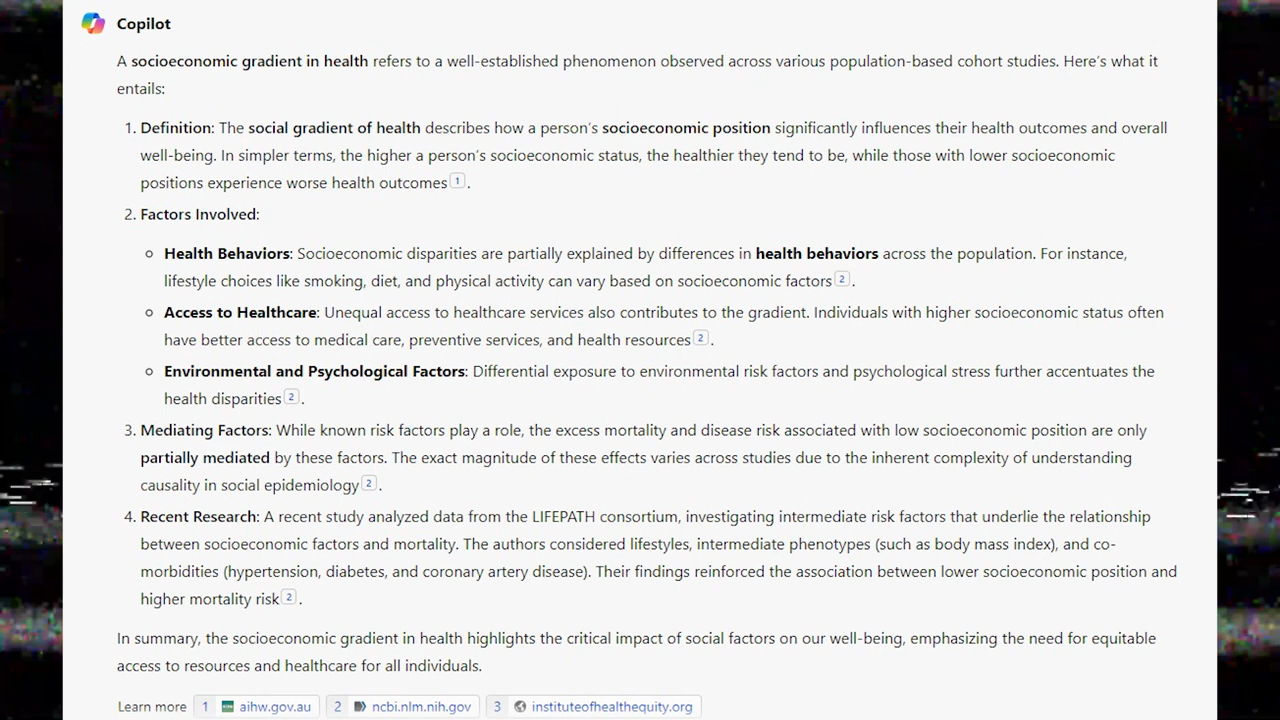 Copilot
A socioeconomic gradient in health refers to a well-established phenomenon observed across various population-based cohort studies. Here's what it
entails:
1. Definition: The social gradient of health describes how a person's socioeconomic position significantly influences their health outcomes and overall
well-being. In simpler terms, the higher a person's socioeconomic status, the healthier they tend to be, while those with lower socioeconomic
positions experience worse health outcomes 1 .
2. Factors Involved:
○ Health Behaviors: Socioeconomic disparities are partially explained by differences in health behaviors across the population. For instance,
lifestyle choices like smoking, diet, and physical activity can vary based on socioeconomic factors 2 .
○ Access to Healthcare: Unequal access to healthcare services also contributes to the gradient. Individuals with higher socioeconomic status often
have better access to medical care, preventive services, and health resources 2 .
○ Environmental and Psychological Factors: Differential exposure to environmental risk factors and psychological stress further accentuates the
health disparities 2 .
3. Mediating Factors: While known risk factors play a role, the excess mortality and disease risk associated with low socioeconomic position are only
partially mediated by these factors. The exact magnitude of these effects varies across studies due to the inherent complexity of understanding
causality in social epidemiology 2 .
4. Recent Research: A recent study analyzed data from the LIFEPATH consortium, investigating intermediate risk factors that underlie the relationship
between socioeconomic factors and mortality. The authors considered lifestyles, intermediate phenotypes (such as body mass index), and co-
morbidities (hypertension, diabetes, and coronary artery disease). Their findings reinforced the association between lower socioeconomic position and
higher mortality risk 2 .
In summary, the socioeconomic gradient in health highlights the critical impact of social factors on our well-being, emphasizing the need for equitable
access to resources and healthcare for all individuals.
Learn more 1 aihw.gov.au 2 ncbi.nlm.nih.gov 3 instituteofhealthequity.org